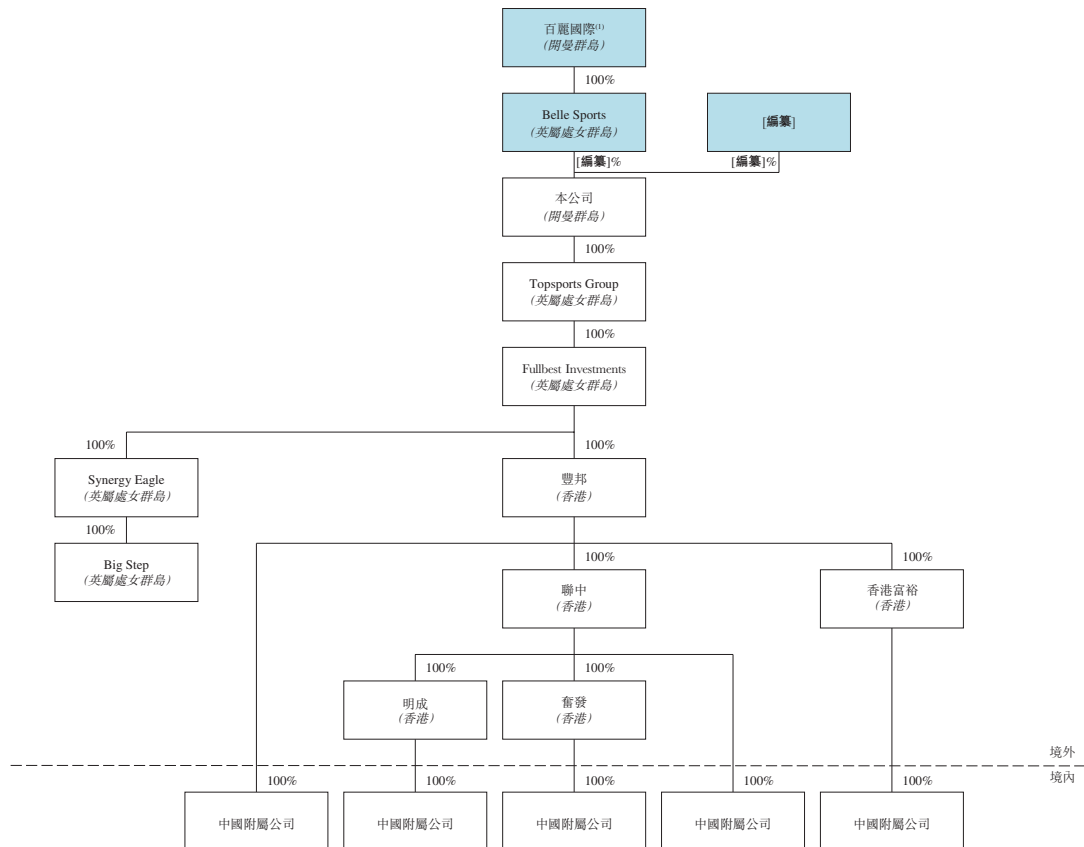 百麗國際(1)
(開曼群島)
100%
Belle Sports
(英屬處女群島)
[編纂]
[編纂]%
[編纂]%
本公司
(開曼群島)
100%
Topsports Group
(英屬處女群島)
100%
Fullbest Investments
(英屬處女群島)
100%
100%
Synergy Eagle
(英屬處女群島)
豐邦
(香港)
100%
Big Step
(英屬處女群島)
100%
100%
聯中
(香港)
香港富裕
(香港)
100%
100%
明成
(香港)
奮發
(香港)
境外
境內
100%
100%
100%
100%
100%
中國附屬公司
中國附屬公司
中國附屬公司
中國附屬公司
中國附屬公司